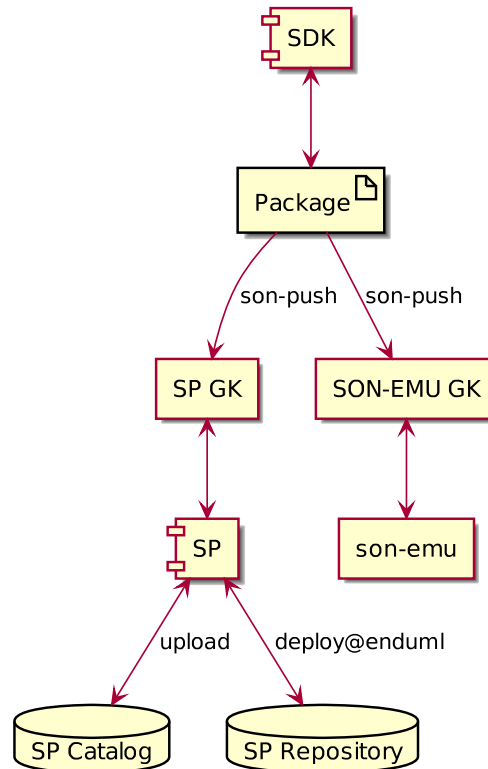 SDK
Package
son-push
son-push
SP GK
SON-EMU GK
SP
son-emu
upload
deploy@enduml
SP Catalog
SP Repository